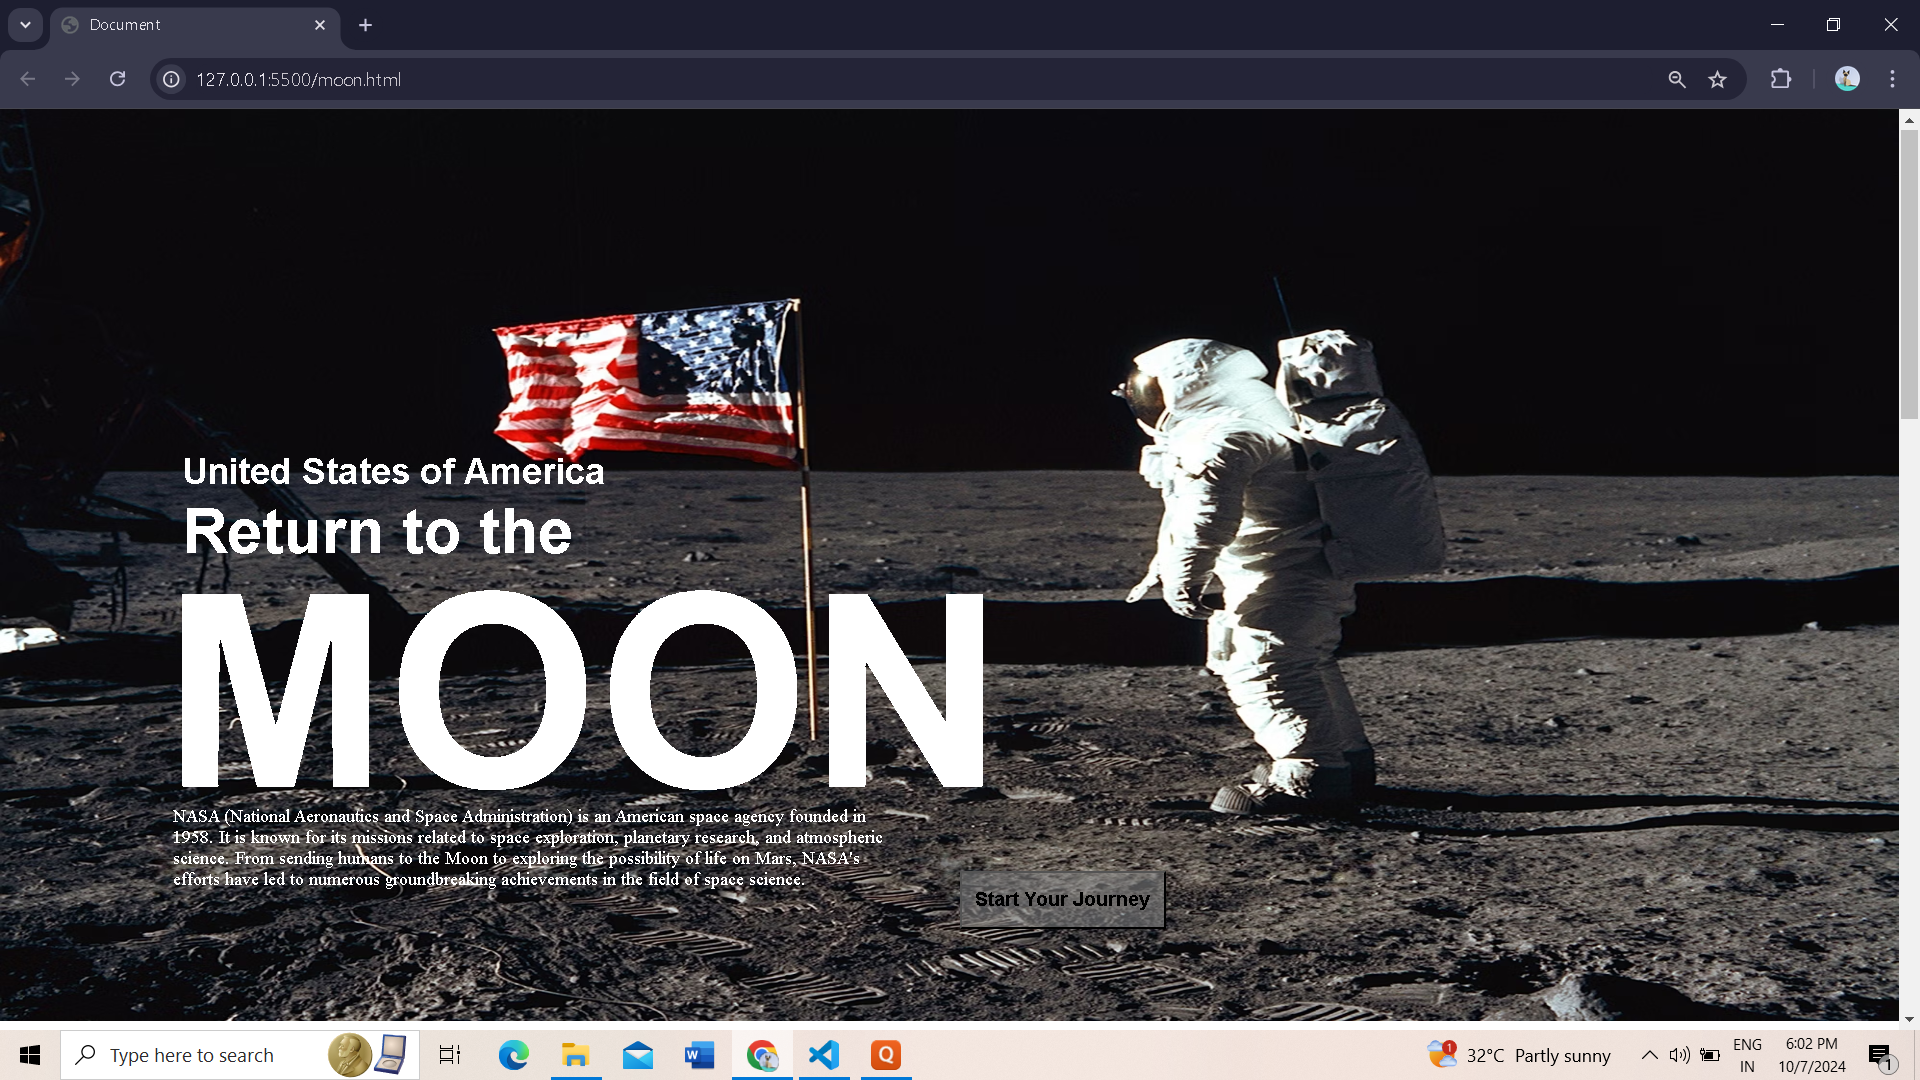 Document
127.0.0.1:5500/moon.html
United States of America
Return to the
MOON
NASA (National Aeronautics and Space Administration) is an American space agency founded in
1958. It is known for its missions related to space exploration, planetary research, and atmospheric
science. From sending humans to the Moon to exploring the possibility of life on Mars, NASA's
efforts have led to numerous groundbreaking achievements in the field of space science.
Start Your Journey
Type here to search
W
Q
1
32°C Partly sunny
ENG
IN
6:02 PM
10/7/2024
1